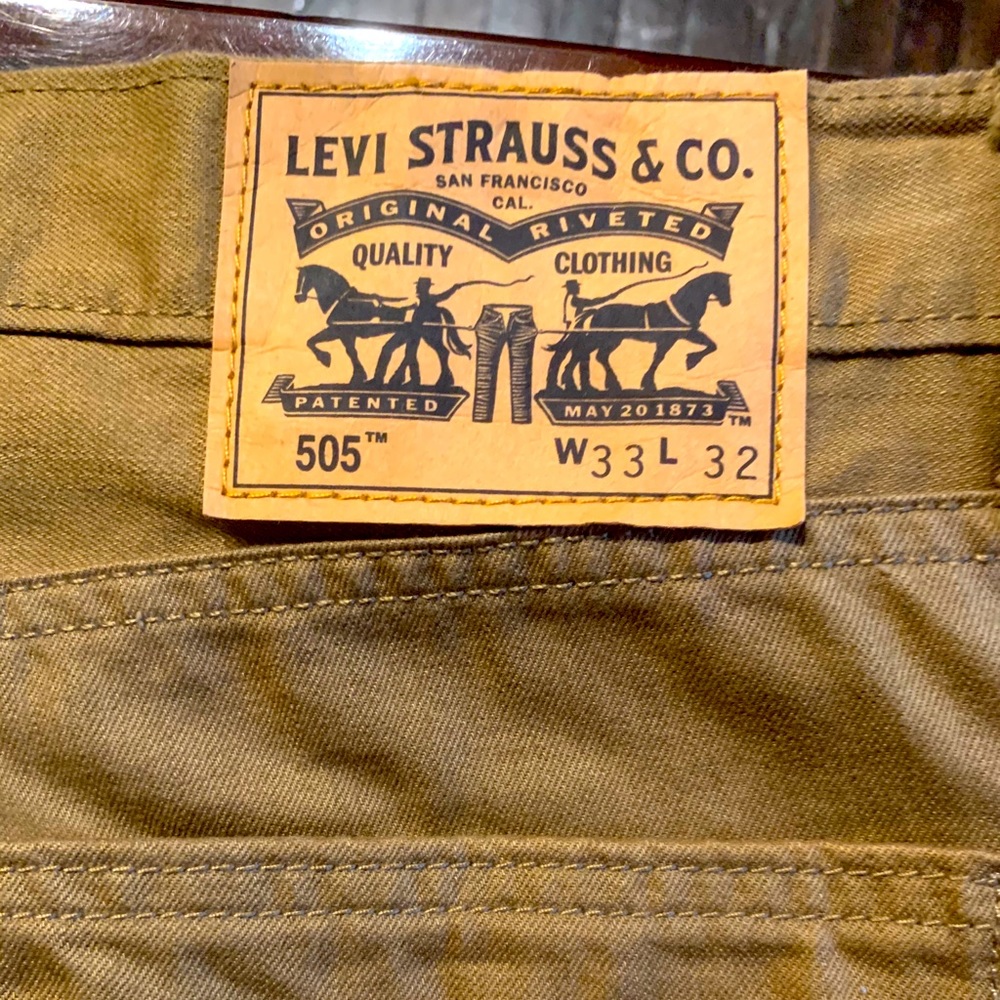 LEVI STRAUSS & CO.
SAN FRANCISCO
CAL.
ORIGINAL RIVETED
QUALITY CLOTHING
PATENTED MAY 20 1873 ™
505™ W33 L 32